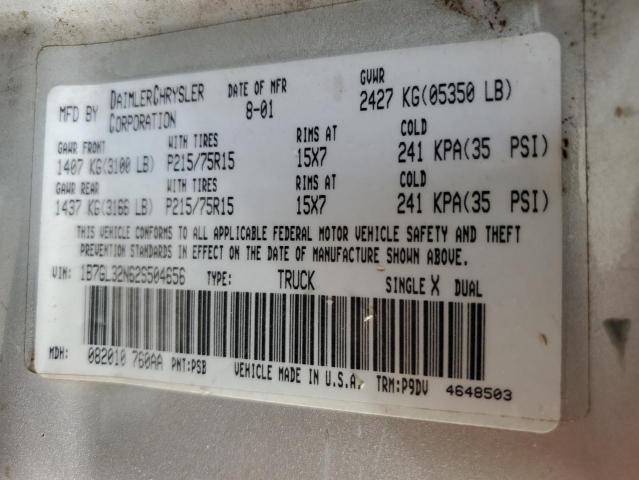 MFD BY DAIMLERCHRYSLER CORPORATION DATE OF MFR 8-01 GVWR 2427 KG(05350 LB)
GAWR FRONT WITH TIRES RIMS AT COLD
1407 KG(3100 LB) P215/75R15 15X7 241 KPA(35 PSI)
GAWR REAR WITH TIRES RIMS AT COLD
1437 KG(3166 LB) P215/75R15 15X7 241 KPA(35 PSI)
THIS VEHICLE CONFORMS TO ALL APPLICABLE FEDERAL MOTOR VEHICLE SAFETY AND THEFT
PREVENTION STANDARDS IN EFFECT ON THE DATE OF MANUFACTURE SHOWN ABOVE.
VIN: 1B7GL32N62S504656 TYPE: TRUCK SINGLE X DUAL
MDH: 082010 760AA PNT:PSB VEHICLE MADE IN U.S.A. TRM:P9DV 4648503